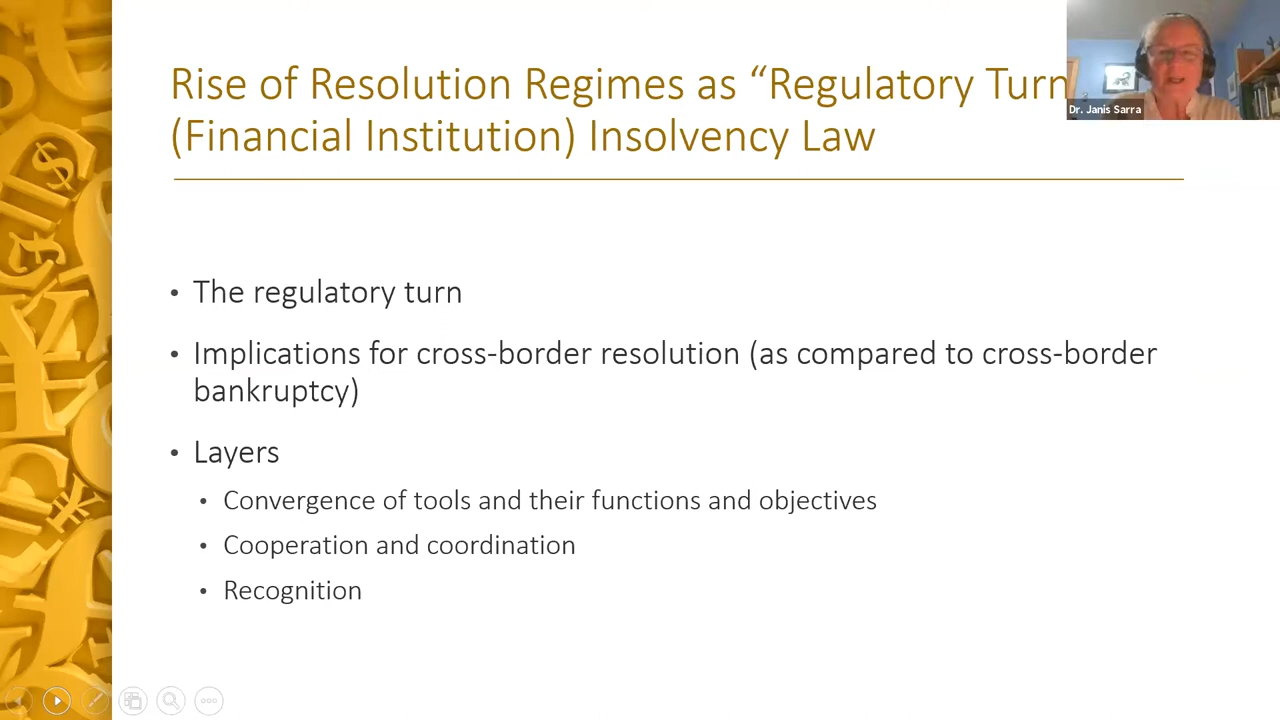 Rise of Resolution Regimes as “Regulatory Turn
(Financial Institution) Insolvency Law
Dr. Janis Sarra
• The regulatory turn
• Implications for cross-border resolution (as compared to cross-border
bankruptcy)
• Layers
• Convergence of tools and their functions and objectives
• Cooperation and coordination
• Recognition